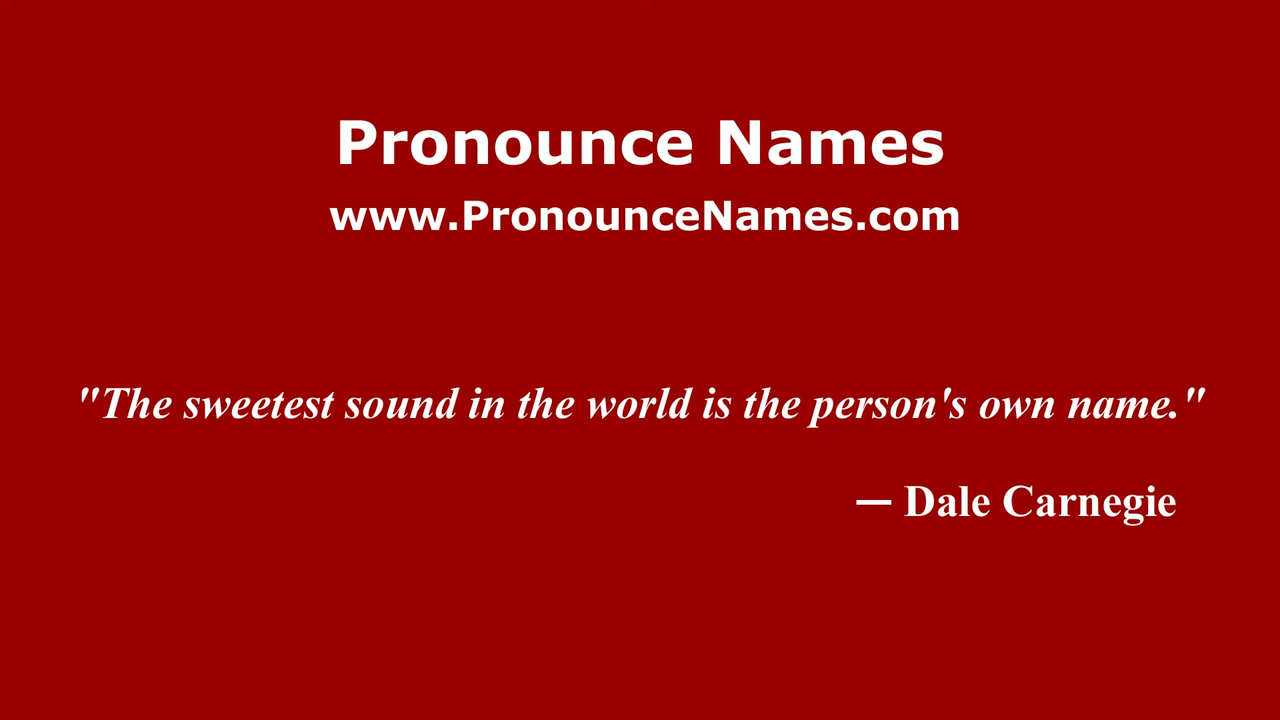 Pronounce Names
www.PronounceNames.com
"The sweetest sound in the world is the person's own name."
— Dale Carnegie